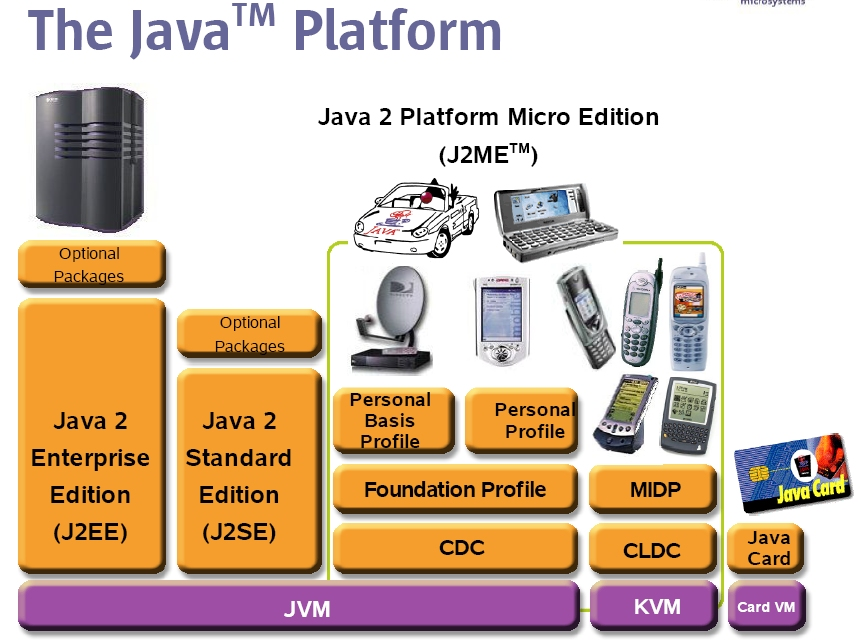 microsystems
The Java™ Platform
Java 2 Platform Micro Edition
(J2ME™)
JAVA
Optional
Packages
Optional
Packages
Java 2
Enterprise
Edition
(J2EE)
Java 2
Standard
Edition
(J2SE)
Personal
Basis
Profile
Personal
Profile
Foundation Profile
MIDP
CDC
CLDC
Java Card
Java
Card
JVM
KVM
Card VM